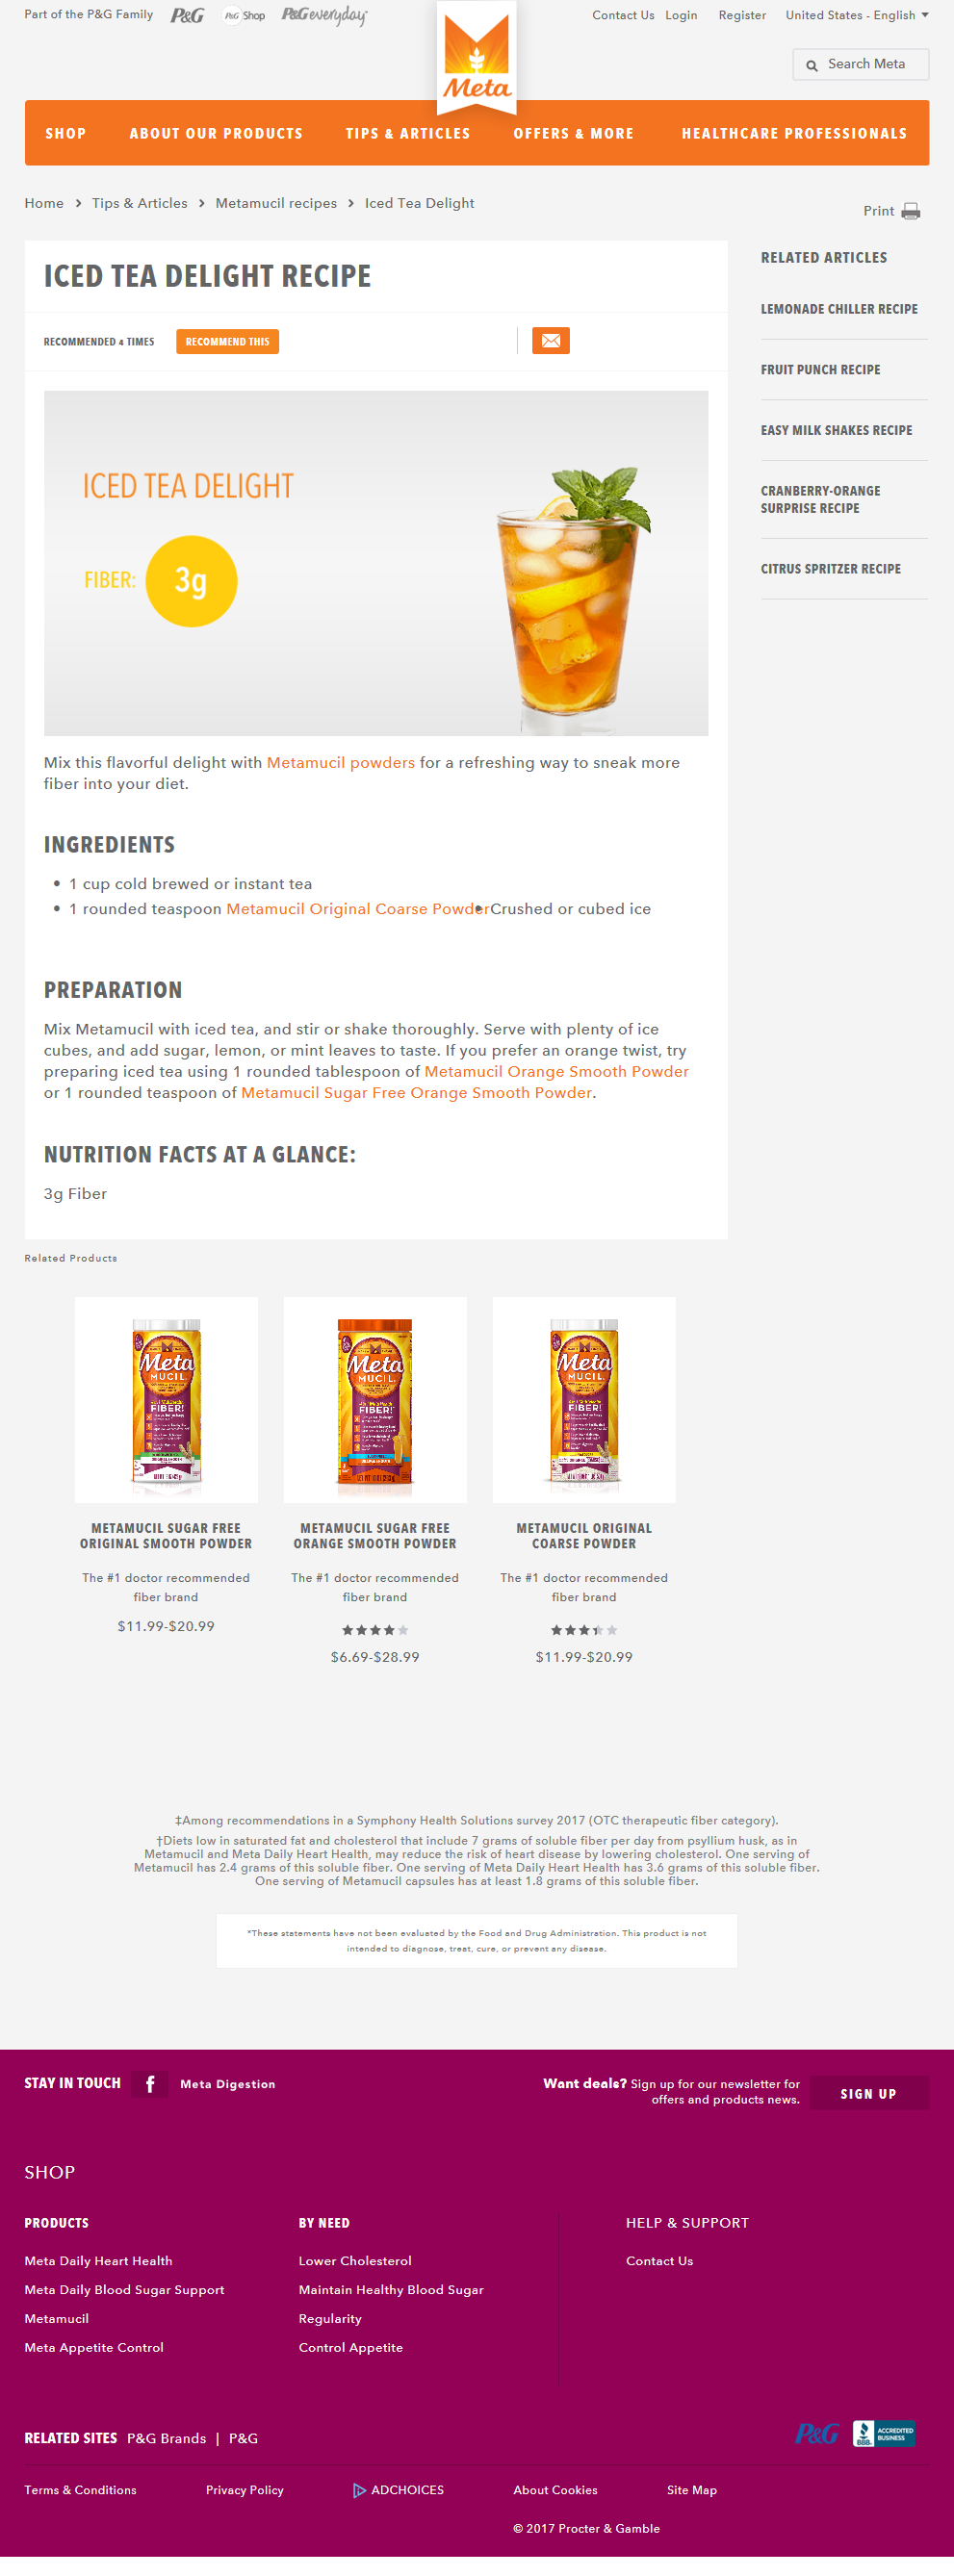 Part of the P&G Family P&G P&G Shop P&G everyday
Contact Us Login Register United States - English
Meta
Search Meta
SHOP ABOUT OUR PRODUCTS TIPS & ARTICLES OFFERS & MORE HEALTHCARE PROFESSIONALS
Home > Tips & Articles > Metamucil recipes > Iced Tea Delight
Print
ICED TEA DELIGHT RECIPE
RECOMMENDED 4 TIMES RECOMMEND THIS
ICED TEA DELIGHT
FIBER: 3g
Mix this flavorful delight with Metamucil powders for a refreshing way to sneak more
fiber into your diet.
INGREDIENTS
• 1 cup cold brewed or instant tea
• 1 rounded teaspoon Metamucil Original Coarse Powder • Crushed or cubed ice
PREPARATION
Mix Metamucil with iced tea, and stir or shake thoroughly. Serve with plenty of ice
cubes, and add sugar, lemon, or mint leaves to taste. If you prefer an orange twist, try
preparing iced tea using 1 rounded tablespoon of Metamucil Orange Smooth Powder
or 1 rounded teaspoon of Metamucil Sugar Free Orange Smooth Powder.
NUTRITION FACTS AT A GLANCE:
3g Fiber
RELATED ARTICLES
LEMONADE CHILLER RECIPE
FRUIT PUNCH RECIPE
EASY MILK SHAKES RECIPE
CRANBERRY-ORANGE
SURPRISE RECIPE
CITRUS SPRITZER RECIPE
Related Products
Meta
MUCIL
FIBER!
Meta
MUCIL
FIBER!
Meta
MUCIL
FIBER!
METAMUCIL SUGAR FREE
ORIGINAL SMOOTH POWDER
The #1 doctor recommended
fiber brand
$11.99-$20.99
METAMUCIL SUGAR FREE
ORANGE SMOOTH POWDER
The #1 doctor recommended
fiber brand
$6.69-$28.99
METAMUCIL ORIGINAL
COARSE POWDER
The #1 doctor recommended
fiber brand
$11.99-$20.99
‡Among recommendations in a Symphony Health Solutions survey 2017 (OTC therapeutic fiber category).
†Diets low in saturated fat and cholesterol that include 7 grams of soluble fiber per day from psyllium husk, as in
Metamucil and Meta Daily Heart Health, may reduce the risk of heart disease by lowering cholesterol. One serving of
Metamucil has 2.4 grams of this soluble fiber. One serving of Meta Daily Heart Health has 3.6 grams of this soluble fiber.
One serving of Metamucil capsules has at least 1.8 grams of this soluble fiber.
*These statements have not been evaluated by the Food and Drug Administration. This product is not
intended to diagnose, treat, cure, or prevent any disease.
STAY IN TOUCH f Meta Digestion
Want deals? Sign up for our newsletter for
offers and products news.
SIGN UP
SHOP
PRODUCTS
Meta Daily Heart Health
Meta Daily Blood Sugar Support
Metamucil
Meta Appetite Control
BY NEED
Lower Cholesterol
Maintain Healthy Blood Sugar
Regularity
Control Appetite
HELP & SUPPORT
Contact Us
RELATED SITES P&G Brands | P&G
P&G
BBB. ACCREDITED
BUSINESS
Terms & Conditions Privacy Policy ADCHOICES About Cookies Site Map
© 2017 Procter & Gamble